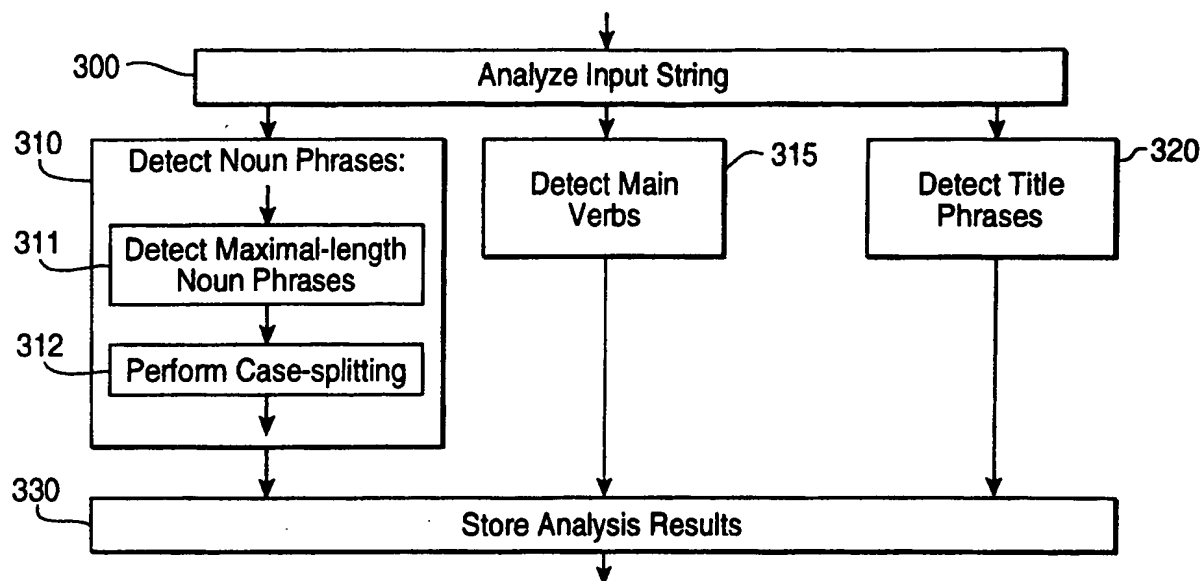 300
Analyze Input String
310
Detect Noun Phrases:
315
320
Detect Main
Verbs
Detect Title
Phrases
311
Detect Maximal-length
Noun Phrases
312
Perform Case-splitting
330
Store Analysis Results